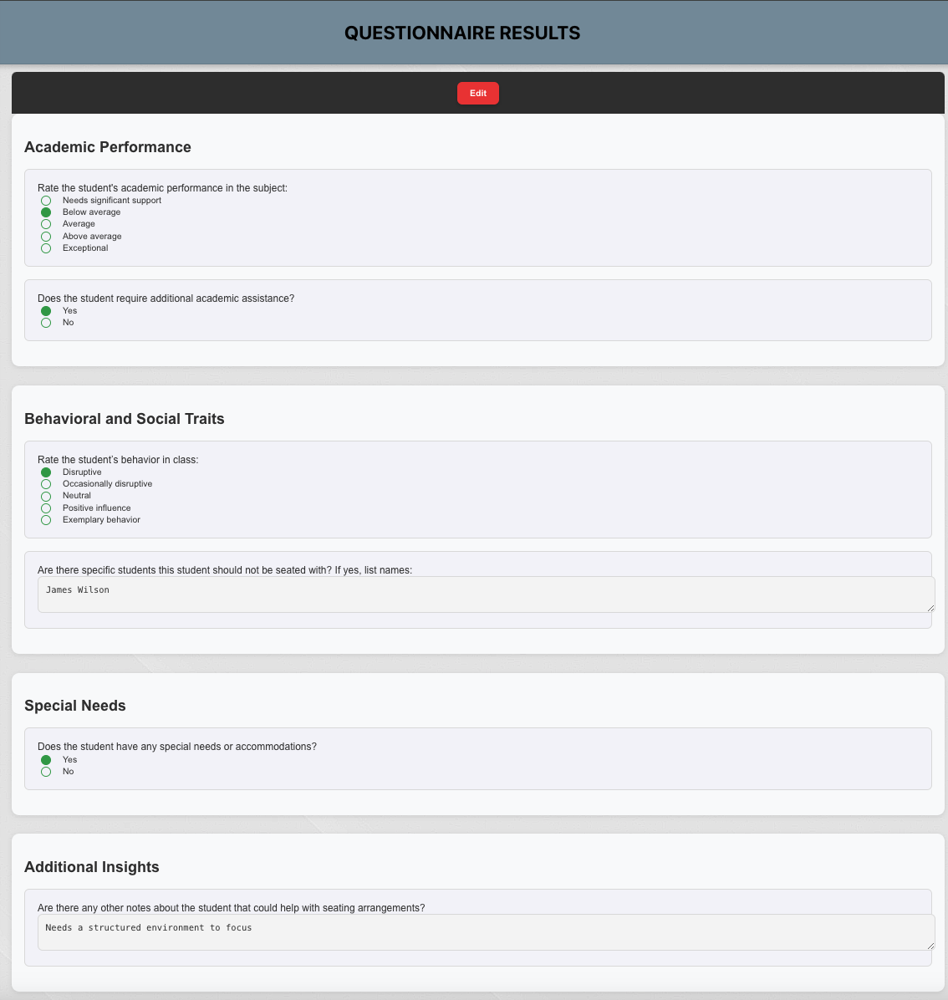 QUESTIONNAIRE RESULTS
Edit
Academic Performance
Rate the student's academic performance in the subject:
Needs significant support
Below average
Average
Above average
Exceptional
Does the student require additional academic assistance?
Yes
No
Behavioral and Social Traits
Rate the student’s behavior in class:
Disruptive
Occasionally disruptive
Neutral
Positive influence
Exemplary behavior
Are there specific students this student should not be seated with? If yes, list names:
James Wilson
Special Needs
Does the student have any special needs or accommodations?
Yes
No
Additional Insights
Are there any other notes about the student that could help with seating arrangements?
Needs a structured environment to focus